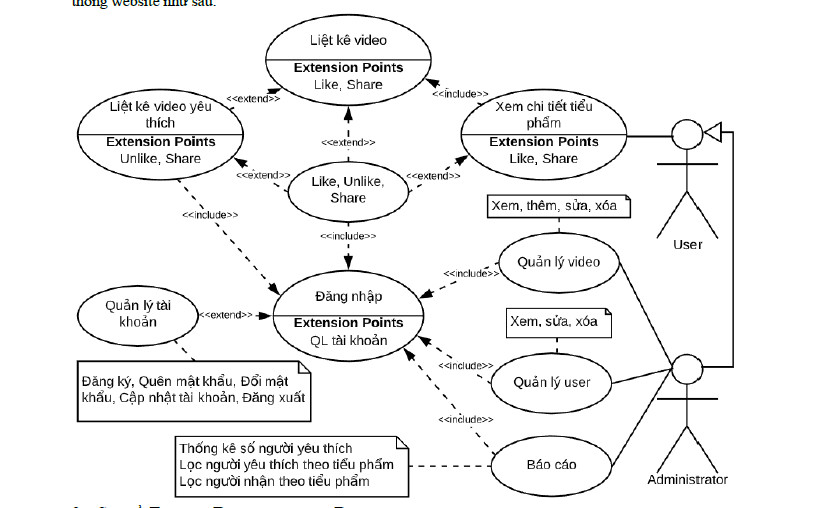 thống website như sau:
Liệt kê video
Extension Points
Like, Share
<<extend>>
<<include>>
Liệt kê video yêu
thích
Extension Points
Unlike, Share
Xem chi tiết tiểu
phẩm
Extension Points
Like, Share
<<extend>>
<<extend>>
<<extend>>
Like, Unlike,
Share
<<include>>
<<include>>
Xem, thêm, sửa, xóa
User
Quản lý video
<<include>>
Đăng nhập
Extension Points
QL tài khoản
Quản lý tài
khoản
<<extend>>
Xem, sửa, xóa
<<include>>
Quản lý user
Đăng ký, Quên mật khẩu, Đổi mật
khẩu, Cập nhật tài khoản, Đăng xuất
<<include>>
Thống kê số người yêu thích
Lọc người yêu thích theo tiểu phẩm
Lọc người nhận theo tiểu phẩm
Báo cáo
Administrator